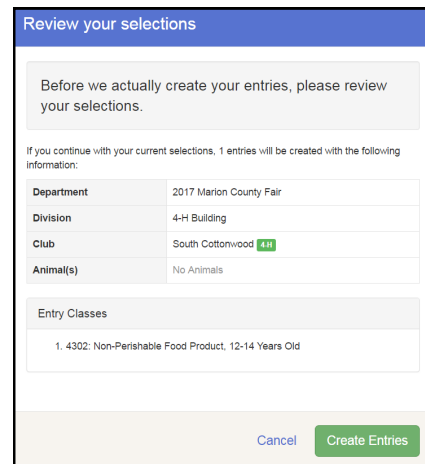 Review your selections
Before we actually create your entries, please review
your selections.
If you continue with your current selections, 1 entries will be created with the following
information:
Department 2017 Marion County Fair
Division 4-H Building
Club South Cottonwood 4-H
Animal(s) No Animals
Entry Classes
1. 4302: Non-Perishable Food Product, 12-14 Years Old
Cancel Create Entries